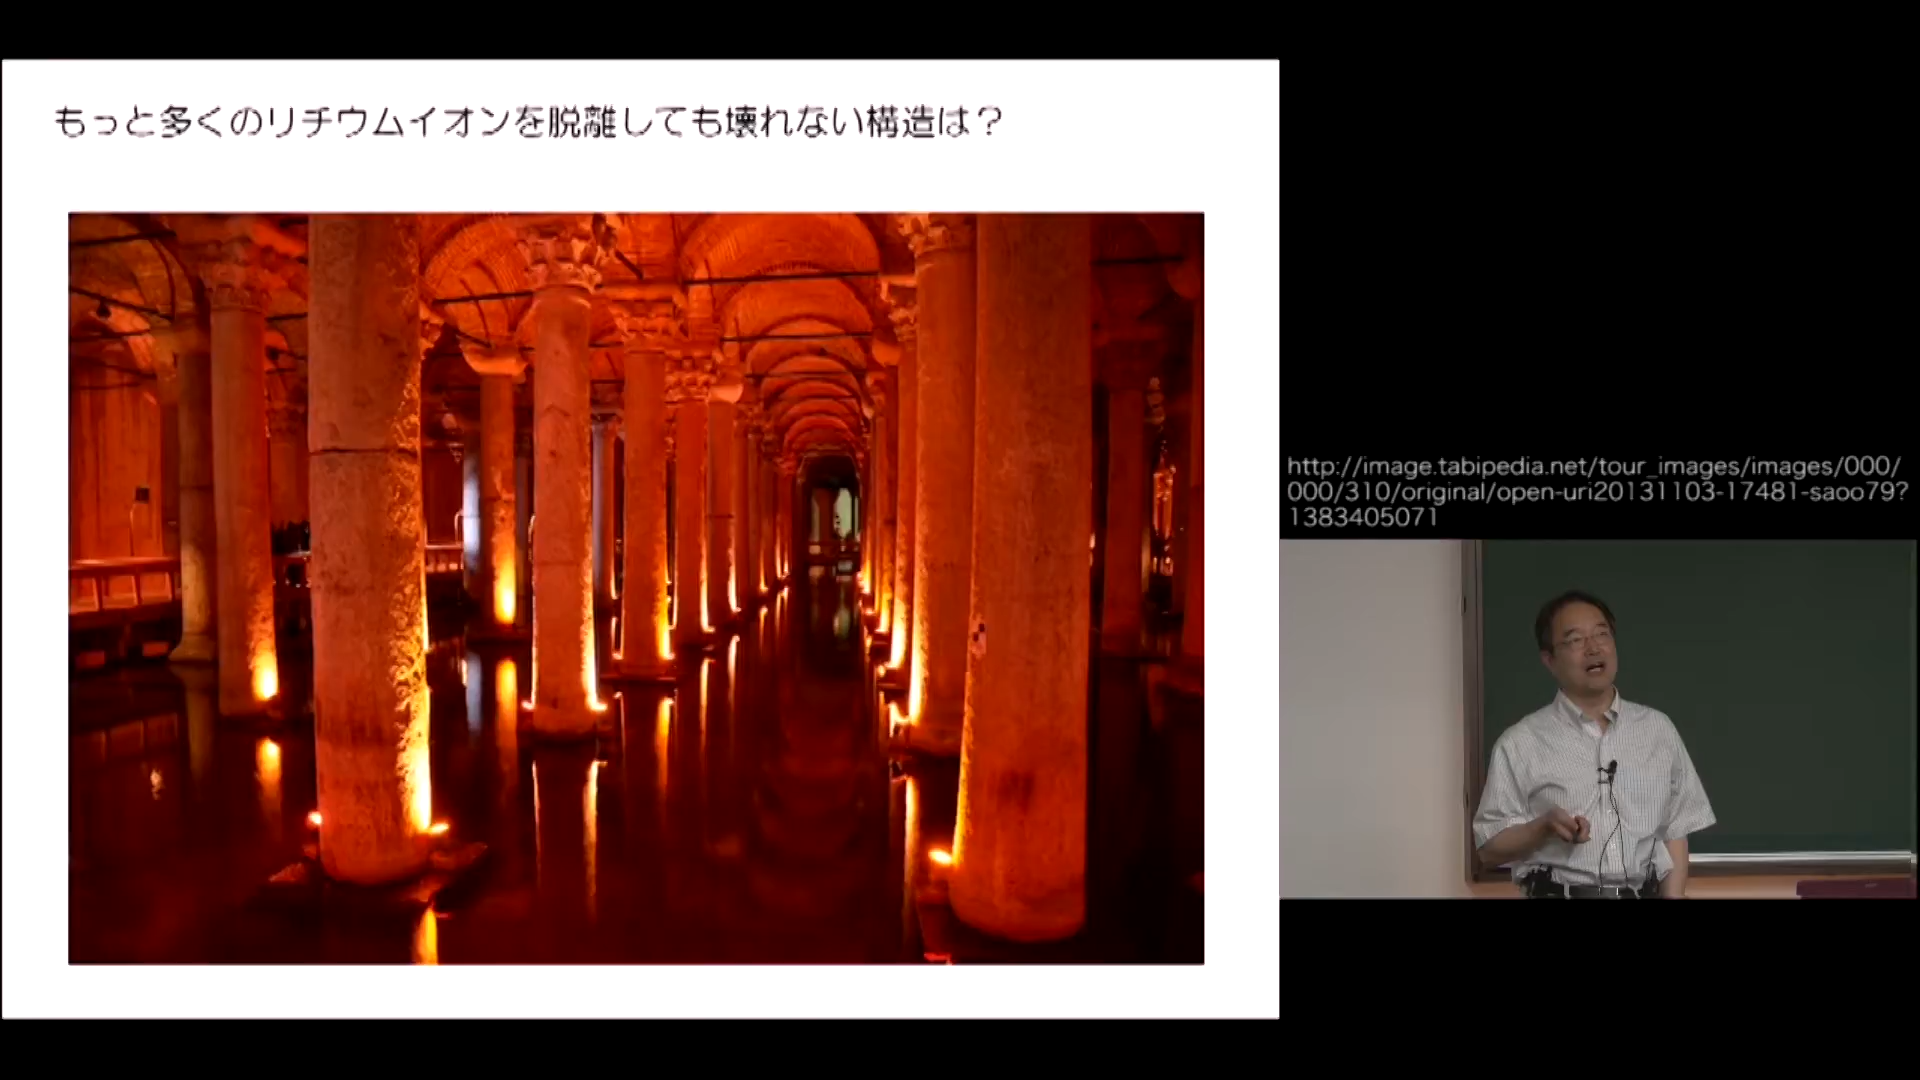 もっと多くのリチウムイオンを脱離しても壊れない構造は？
http://image.tabipedia.net/tour_images/images/000/
000/310/original/open-uri20131103-17481-saoo79?
1383405071